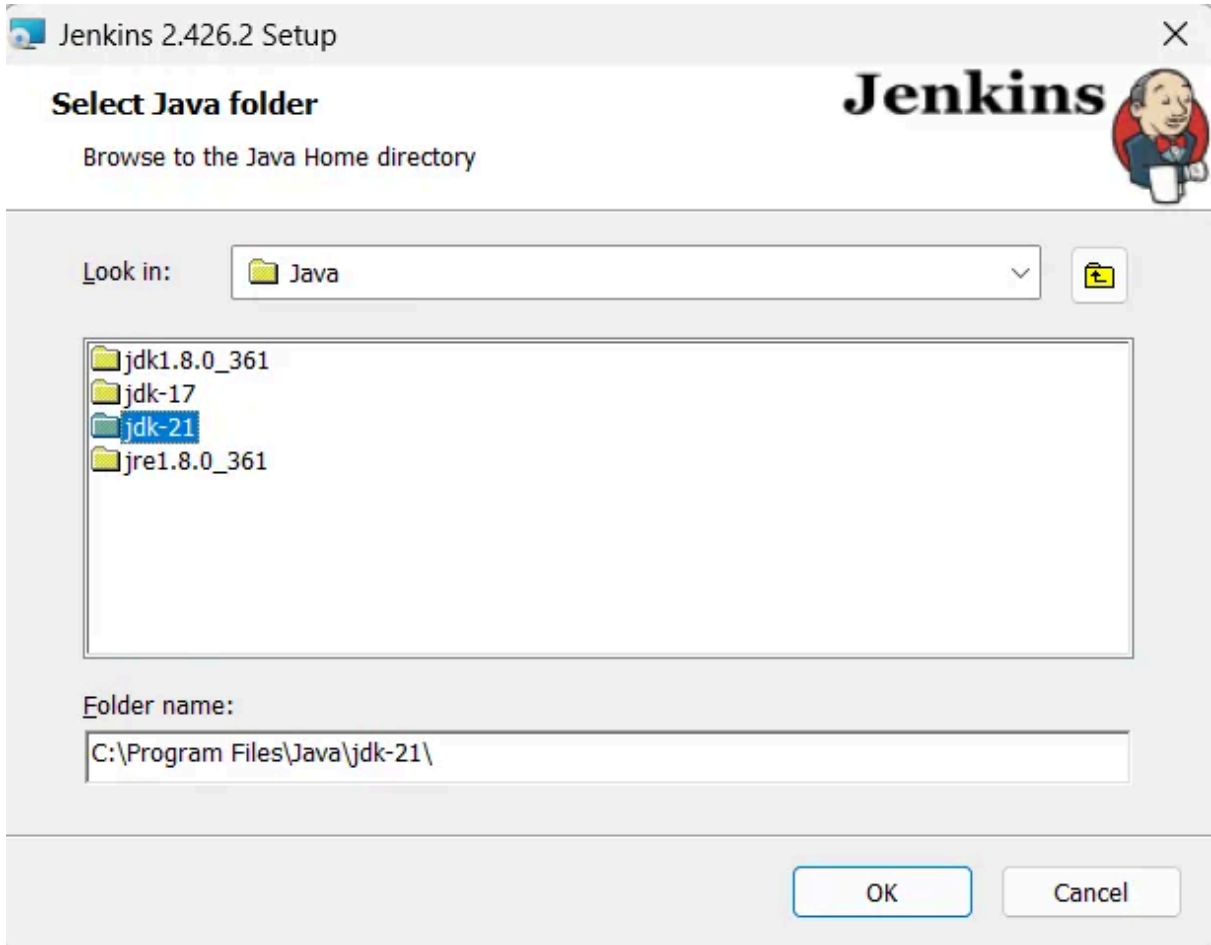 Jenkins 2.426.2 Setup
Select Java folder
Jenkins
Browse to the Java Home directory
Look in:
Java
jdk1.8.0_361
jdk-17
jdk-21
jre1.8.0_361
Folder name:
C:\Program Files\Java\jdk-21\
OK
Cancel